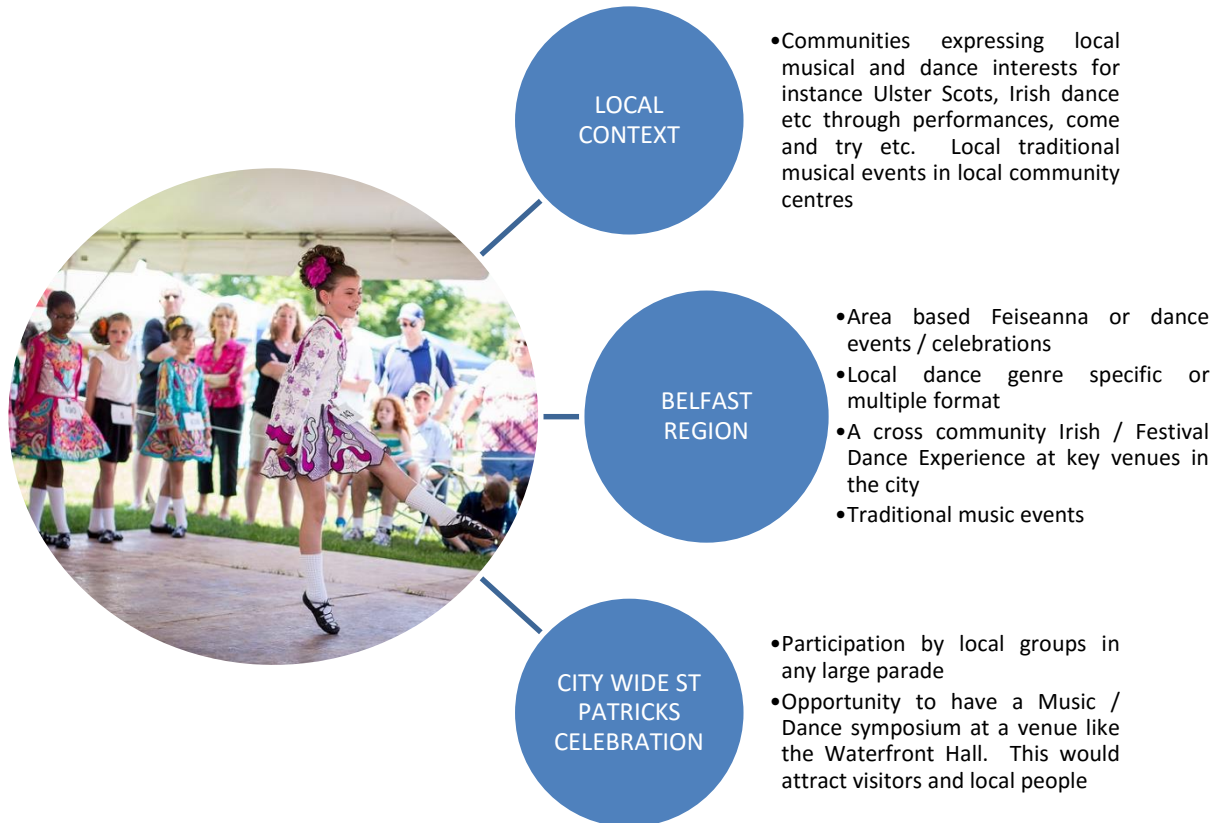 LOCAL
CONTEXT
•Communities expressing local
musical and dance interests for
instance Ulster Scots, Irish dance
etc through performances, come
and try etc. Local traditional
musical events in local community
centres
BELFAST
REGION
•Area based Feiseanna or dance
events / celebrations
•Local dance genre specific or
multiple format
•A cross community Irish / Festival
Dance Experience at key venues in
the city
•Traditional music events
CITY WIDE ST
PATRICKS
CELEBRATION
•Participation by local groups in
any large parade
•Opportunity to have a Music /
Dance symposium at a venue like
the Waterfront Hall. This would
attract visitors and local people
143